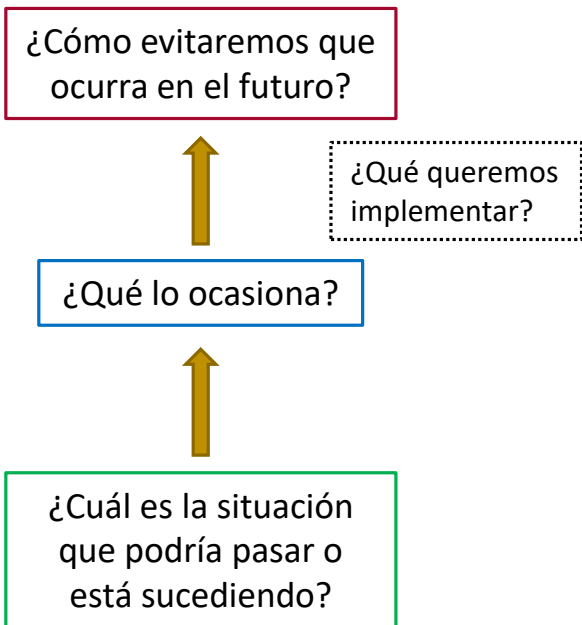 ¿Cómo evitaremos que
ocurra en el futuro?
¿Qué queremos
implementar?
¿Qué lo ocasiona?
¿Cuál es la situación
que podría pasar o
está sucediendo?